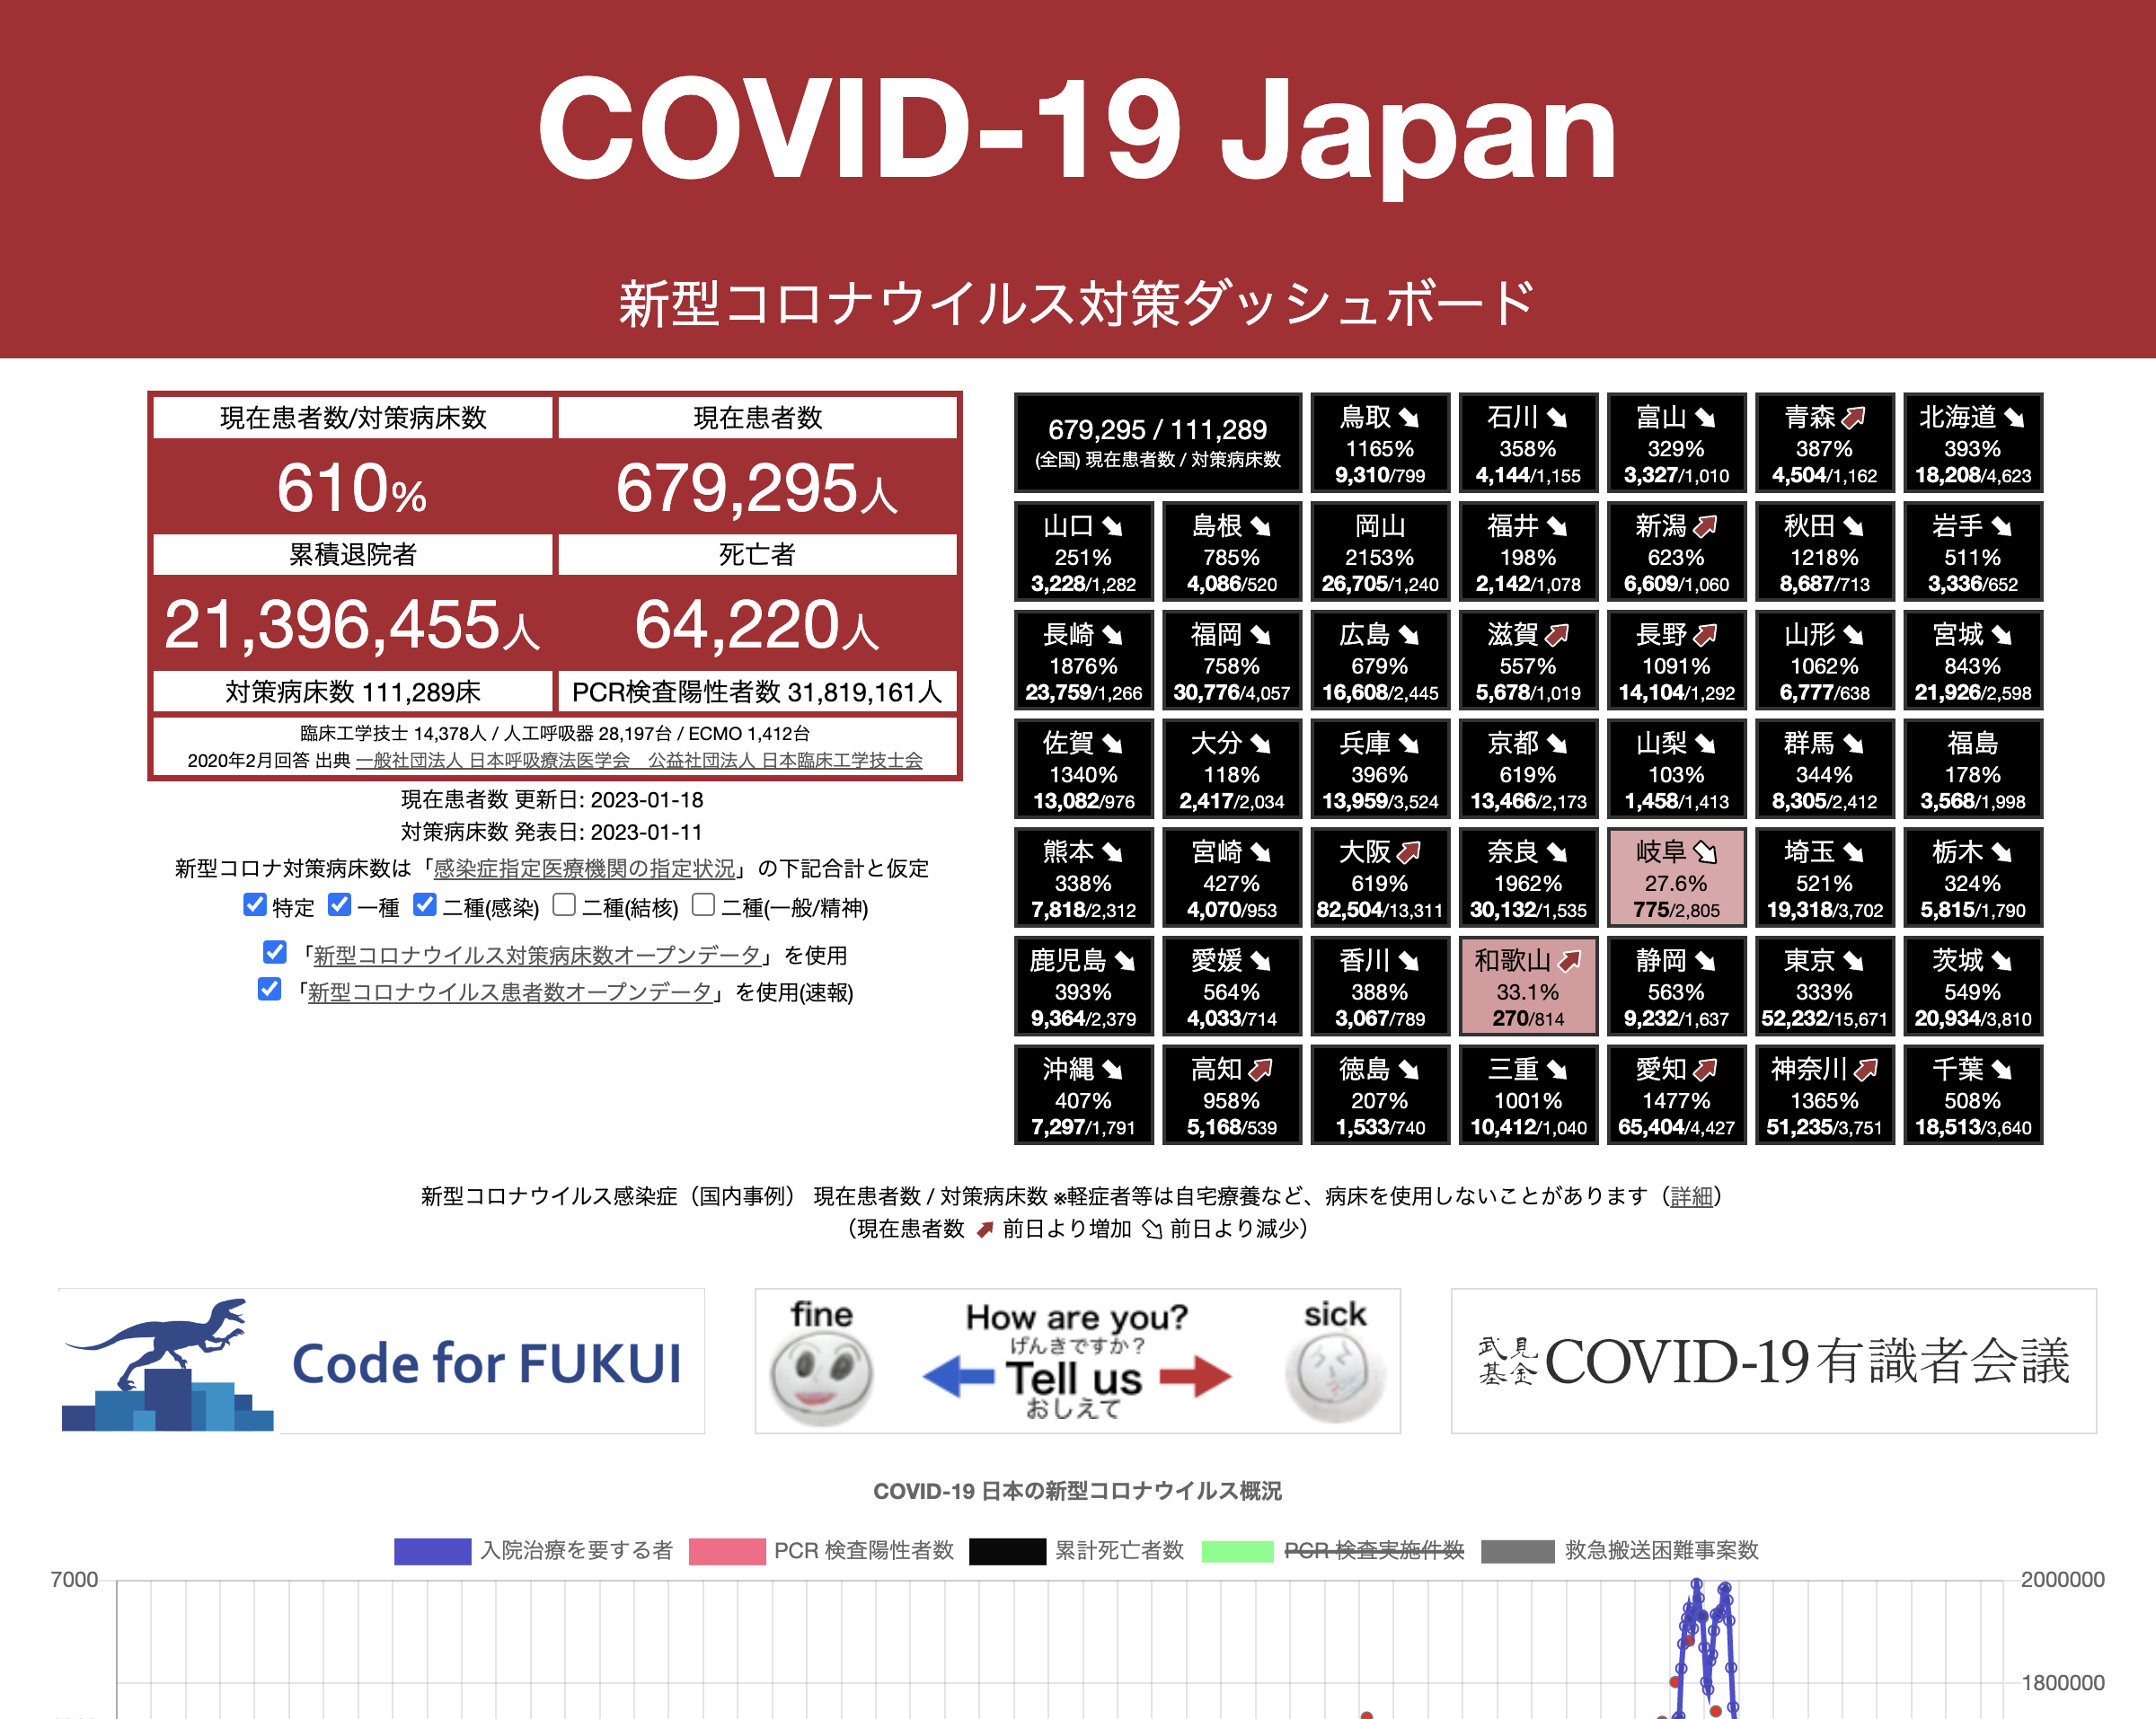 COVID-19 Japan
新型コロナウイルス対策ダッシュボード
現在患者数/対策病床数
現在患者数
610%
679,295人
累積退院者
死亡者
21,396,455人
64,220人
対策病床数 111,289床
PCR検査陽性者数 31,819,161人
臨床工学技士 14,378人 / 人工呼吸器 28,197台 / ECMO 1,412台
2020年2月回答 出典 一般社団法人 日本呼吸療法医学会　公益社団法人 日本臨床工学技士会
現在患者数 更新日: 2023-01-18
対策病床数 発表日: 2023-01-11
新型コロナ対策病床数は「感染症指定医療機関の指定状況」の下記合計と仮定
特定 一種 二種(感染) 二種(結核) 二種(一般/精神)
「新型コロナウイルス対策病床数オープンデータ」を使用
「新型コロナウイルス患者数オープンデータ」を使用(速報)
679,295 / 111,289
(全国) 現在患者数 / 対策病床数
鳥取
1165%
9,310/799
石川
358%
4,144/1,155
富山
329%
3,327/1,010
青森
387%
4,504/1,162
北海道
393%
18,208/4,623
山口
251%
3,228/1,282
島根
785%
4,086/520
岡山
2153%
26,705/1,240
福井
198%
2,142/1,078
新潟
623%
6,609/1,060
秋田
1218%
8,687/713
岩手
511%
3,336/652
長崎
1876%
23,759/1,266
福岡
758%
30,776/4,057
広島
679%
16,608/2,445
滋賀
557%
5,678/1,019
長野
1091%
14,104/1,292
山形
1062%
6,777/638
宮城
843%
21,926/2,598
佐賀
1340%
13,082/976
大分
118%
2,417/2,034
兵庫
396%
13,959/3,524
京都
619%
13,466/2,173
山梨
103%
1,458/1,413
群馬
344%
8,305/2,412
福島
178%
3,568/1,998
熊本
338%
7,818/2,312
宮崎
427%
4,070/953
大阪
619%
82,504/13,311
奈良
1962%
30,132/1,535
岐阜
27.6%
775/2,805
埼玉
521%
19,318/3,702
栃木
324%
5,815/1,790
鹿児島
393%
9,364/2,379
愛媛
564%
4,033/714
香川
388%
3,067/789
和歌山
33.1%
270/814
静岡
563%
9,232/1,637
東京
333%
52,232/15,671
茨城
549%
20,934/3,810
沖縄
407%
7,297/1,791
高知
958%
5,168/539
徳島
207%
1,533/740
三重
1001%
10,412/1,040
愛知
1477%
65,404/4,427
神奈川
1365%
51,235/3,751
千葉
508%
18,513/3,640
新型コロナウイルス感染症（国内事例） 現在患者数 / 対策病床数 ※軽症者等は自宅療養など、病床を使用しないことがあります（詳細）
（現在患者数 前日より増加 前日より減少）
Code for FUKUI
fine
How are you?
げんきですか？
Tell us
おしえて
sick
武見基金 COVID-19有識者会議
COVID-19 日本の新型コロナウイルス概況
入院治療を要する者 PCR 検査陽性者数 累計死亡者数 PCR 検査実施件数 救急搬送困難事案数
7000
2000000
1800000